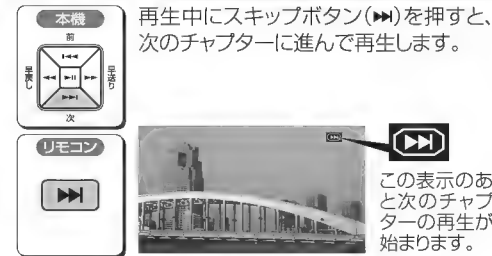 本機
前
早戻し
早送り
次
リモコン
再生中にスキップボタン(⏭)を押すと、
次のチャプターに進んで再生します。
この表示のあ
と次のチャプ
ターの再生が
始まります。